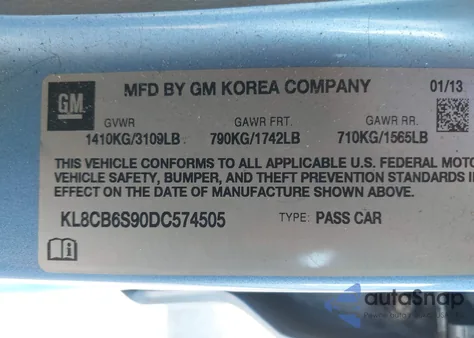 MFD BY GM KOREA COMPANY 01/13
GM
GVWR GAWR FRT. GAWR RR.
1410KG/3109LB 790KG/1742LB 710KG/1565LB
THIS VEHICLE CONFORMS TO ALL APPLICABLE U.S. FEDERAL MOTO
VEHICLE SAFETY, BUMPER, AND THEFT PREVENTION STANDARDS IN
EFFECT ON THE DATE OF MANUFACTURE SHOWN ABOVE.
KL8CB6S90DC574505 TYPE: PASS CAR
autoSnap